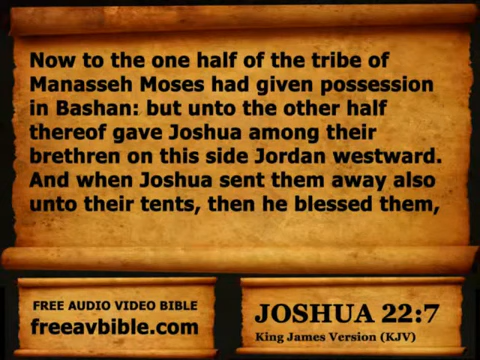 Now to the one half of the tribe of
Manasseh Moses had given possession
in Bashan: but unto the other half
thereof gave Joshua among their
brethren on this side Jordan westward.
And when Joshua sent them away also
unto their tents, then he blessed them,
FREE AUDIO VIDEO BIBLE
freeavbible.com
JOSHUA 22:7
King James Version (KJV)